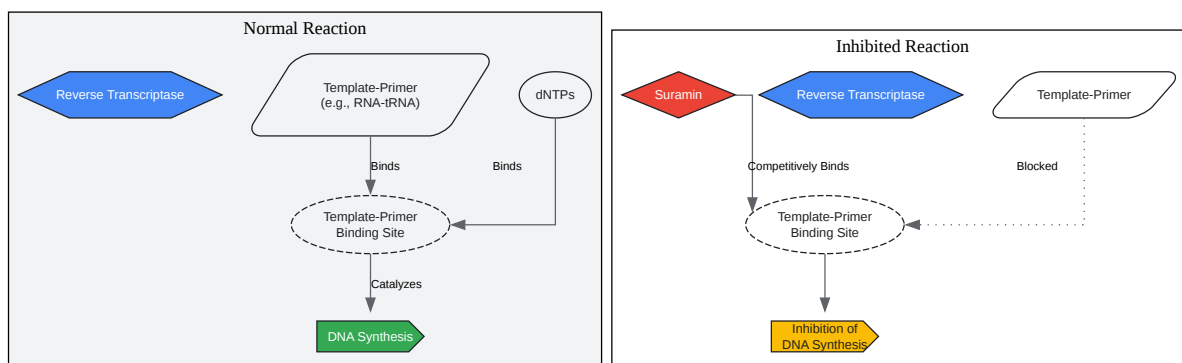 Normal Reaction
Reverse Transcriptase
Template-Primer
(e.g., RNA-tRNA)
dNTPs
Binds
Binds
Template-Primer
Binding Site
Catalyzes
DNA Synthesis
Inhibited Reaction
Suramin
Reverse Transcriptase
Template-Primer
Competitively Binds
Blocked
Template-Primer
Binding Site
Inhibition of
DNA Synthesis